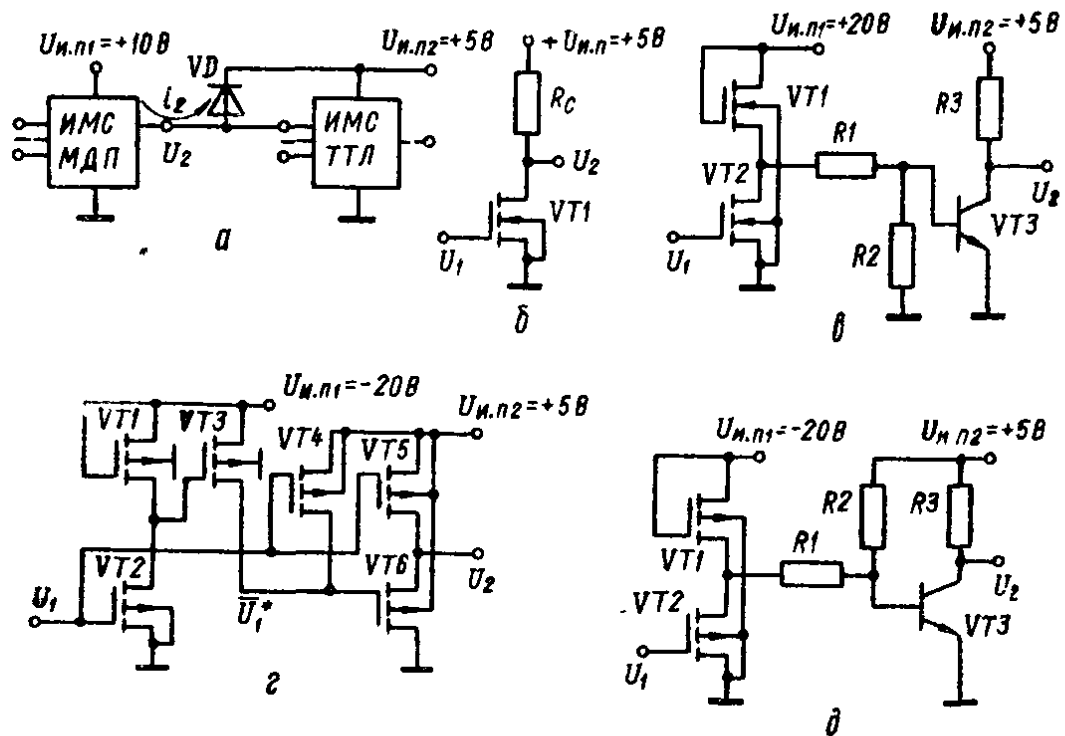 Uи.п1=+10В
VD
Uи.п2=+5В
i2
ИМС
МДП
U2
ИМС
ТТЛ
а
+Uи.п=+5В
Rс
U2
VT1
U1
б
Uи.п1=+20В
Uи.п2=+5В
VT1
R3
R1
VT2
U2
VT3
R2
U1
в
Uи.п1=-20В
Uи.п2=+5В
VT1
VT3
VT4
VT5
VT2
VT6
U2
U1
U̅1*
г
Uи.п1=-20В
Uи.п2=+5В
R2
R3
VT1
R1
U2
VT2
VT3
U1
д